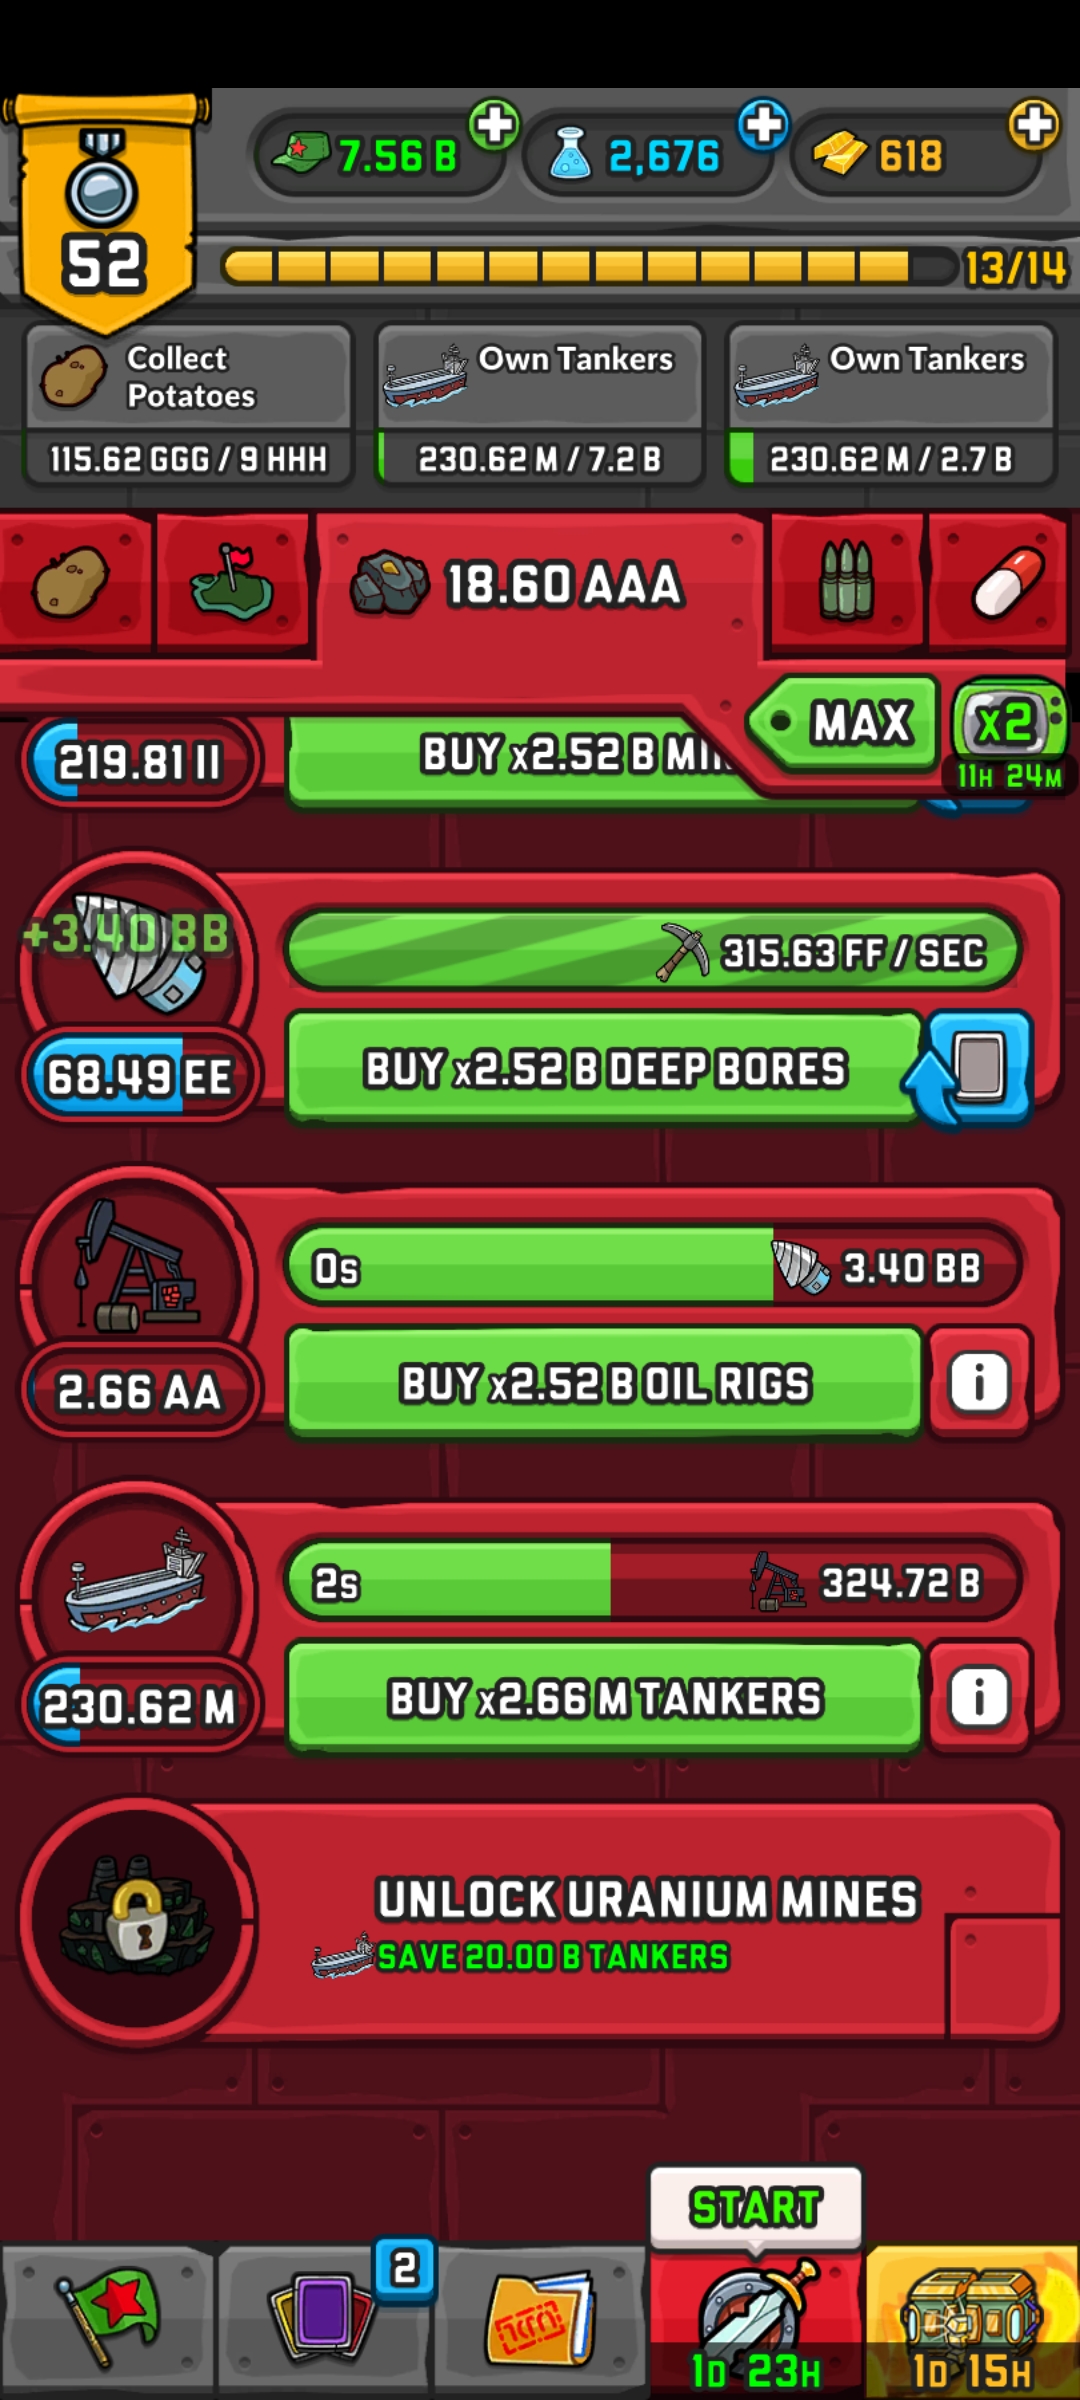 7.56 B
2,676
618
52
13/14
Collect Potatoes
115.62 GGG / 9 HHH
Own Tankers
230.62 M / 7.2 B
Own Tankers
230.62 M / 2.7 B
18.60 AAA
MAX
x2
11H 24M
219.81 II
BUY x2.52 B
+3.40 BB
315.63 FF / SEC
68.49 EE
BUY x2.52 B DEEP BORES
0s
3.40 BB
2.66 AA
BUY x2.52 B OIL RIGS
i
2s
324.72 B
230.62 M
BUY x2.66 M TANKERS
i
UNLOCK URANIUM MINES
SAVE 20.00 B TANKERS
START
2
1D 23H
1D 15H